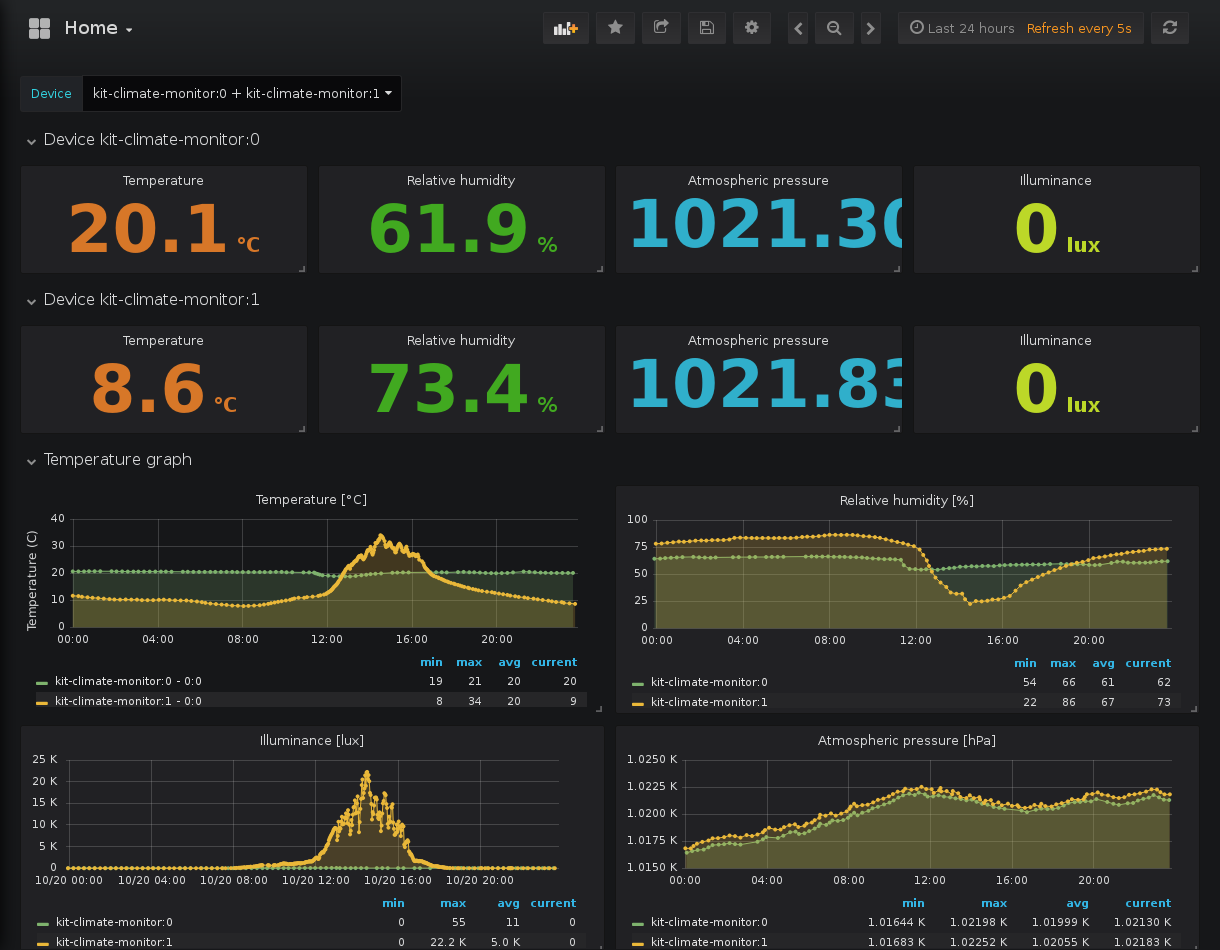 Home
Last 24 hours Refresh every 5s
Device kit-climate-monitor:0 + kit-climate-monitor:1
Device kit-climate-monitor:0
Temperature Relative humidity Atmospheric pressure Illuminance
20.1 °C 61.9 % 1021.30 0 lux
Device kit-climate-monitor:1
Temperature Relative humidity Atmospheric pressure Illuminance
8.6 °C 73.4 % 1021.83 0 lux
Temperature graph
Temperature [°C]
Temperature (C)
40
30
20
10
0
00:00 04:00 08:00 12:00 16:00 20:00
min max avg current
kit-climate-monitor:0 - 0:0 19 21 20 20
kit-climate-monitor:1 - 0:0 8 34 20 9
Relative humidity [%]
100
75
50
25
0
00:00 04:00 08:00 12:00 16:00 20:00
min max avg current
kit-climate-monitor:0 54 66 61 62
kit-climate-monitor:1 22 86 67 73
Illuminance [lux]
25 K
20 K
15 K
10 K
5 K
0
10/20 00:00 10/20 04:00 10/20 08:00 10/20 12:00 10/20 16:00 10/20 20:00
min max avg current
kit-climate-monitor:0 0 55 11 0
kit-climate-monitor:1 0 22.2 K 5.0 K 0
Atmospheric pressure [hPa]
1.0250 K
1.0225 K
1.0200 K
1.0175 K
1.0150 K
00:00 04:00 08:00 12:00 16:00 20:00
min max avg current
kit-climate-monitor:0 1.01644 K 1.02198 K 1.01999 K 1.02130 K
kit-climate-monitor:1 1.01683 K 1.02252 K 1.02055 K 1.02183 K